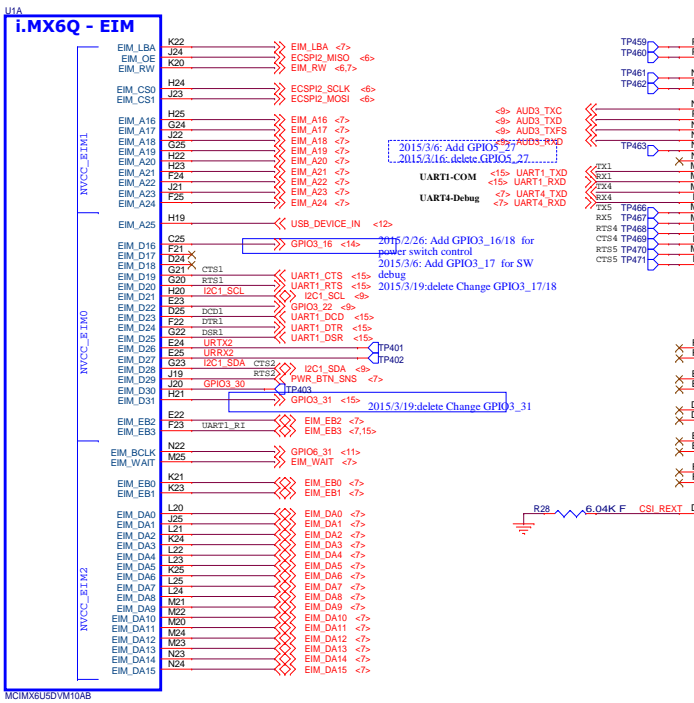 U1A
i.MX6Q - EIM
EIM_LBA K22 EIM_LBA <7>
EIM_OE J24 ECSPI2_MISO <6>
EIM_RW K20 EIM_RW <6,7>
EIM_CS0 H24 ECSPI2_SCLK <6>
EIM_CS1 J23 ECSPI2_MOSI <6>
NVCC_EIM1
EIM_A16 H25 EIM_A16 <7>
EIM_A17 G24 EIM_A17 <7>
EIM_A18 J22 EIM_A18 <7>
EIM_A19 G25 EIM_A19 <7>
EIM_A20 H22 EIM_A20 <7>
EIM_A21 H23 EIM_A21 <7>
EIM_A22 F24 EIM_A22 <7>
EIM_A23 J21 EIM_A23 <7>
EIM_A24 F25 EIM_A24 <7>
EIM_A25 H19 USB_DEVICE_IN <12>
NVCC_EIM0
EIM_D16 C25 GPIO3_16 <14>
EIM_D17 F21
EIM_D18 D24
EIM_D19 G21 CTS1 UART1_CTS <15>
EIM_D20 G20 RTS1 UART1_RTS <15>
EIM_D21 H20 I2C1_SCL I2C1_SCL <9>
EIM_D22 E23 GPIO3_22 <9>
EIM_D23 D25 DCD1 UART1_DCD <15>
EIM_D24 F22 DTR1 UART1_DTR <15>
EIM_D25 G22 DSR1 UART1_DSR <15>
EIM_D26 E24 URTX2 TP401
EIM_D27 E25 URRX2 TP402
EIM_D28 G23 I2C1_SDA CTS2 I2C1_SDA <9>
EIM_D29 J19 RTS2 PWR_BTN_SNS <7>
EIM_D30 J20 GPIO3_30 TP403
EIM_D31 H21 GPIO3_31 <15>
EIM_EB2 E22 EIM_EB2 <7>
EIM_EB3 F23 UART1_RI EIM_EB3 <7,15>
NVCC_EIM2
EIM_BCLK N22 GPIO6_31 <11>
EIM_WAIT M25 EIM_WAIT <7>
EIM_EB0 K21 EIM_EB0 <7>
EIM_EB1 K23 EIM_EB1 <7>
EIM_DA0 L20 EIM_DA0 <7>
EIM_DA1 J25 EIM_DA1 <7>
EIM_DA2 L21 EIM_DA2 <7>
EIM_DA3 K24 EIM_DA3 <7>
EIM_DA4 L22 EIM_DA4 <7>
EIM_DA5 L23 EIM_DA5 <7>
EIM_DA6 K25 EIM_DA6 <7>
EIM_DA7 L25 EIM_DA7 <7>
EIM_DA8 L24 EIM_DA8 <7>
EIM_DA9 M21 EIM_DA9 <7>
EIM_DA10 M22 EIM_DA10 <7>
EIM_DA11 M20 EIM_DA11 <7>
EIM_DA12 M24 EIM_DA12 <7>
EIM_DA13 M23 EIM_DA13 <7>
EIM_DA14 N23 EIM_DA14 <7>
EIM_DA15 N24 EIM_DA15 <7>
MCIMX6U5DVM10AB
TP459
TP460
TP461
TP462
<9> AUD3_TXC
<9> AUD3_TXD
<9> AUD3_TXFS
<9> AUD3_RXD
TP463
2015/3/6: Add GPIO5_27
2015/3/16: delete GPIO5_27
UART1-COM <15> UART1_TXD TX1
<15> UART1_RXD RX1
UART4-Debug <7> UART4_TXD TX4
<7> UART4_RXD RX4
TX5 TP466
RX5 TP467
RTS4 TP468
CTS4 TP469
RTS5 TP470
CTS5 TP471
2015/2/26: Add GPIO3_16/18 for
power switch control
2015/3/6: Add GPIO3_17 for SW
debug
2015/3/19:delete Change GPIO3_17/18
2015/3/19:delete Change GPIO3_31
R28 6.04K F CSI_REXT